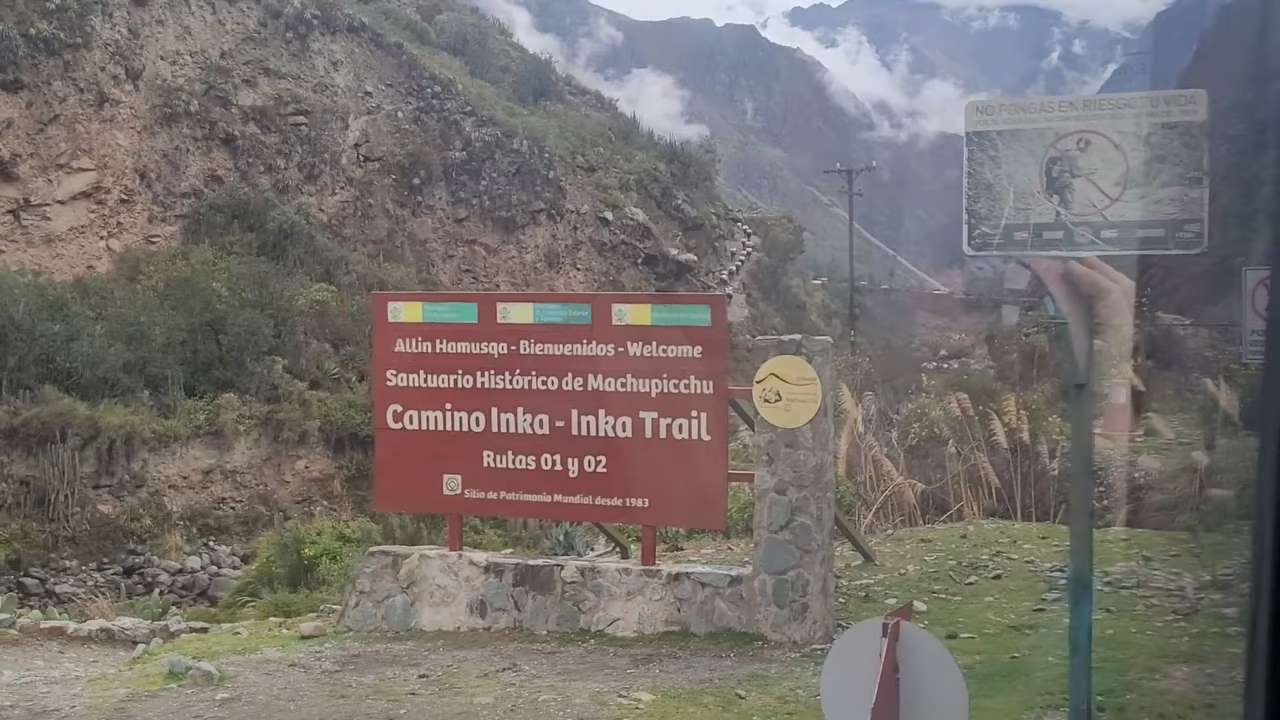 Allin Hamusqa - Bienvenidos - Welcome
Santuario Histórico de Machupicchu
Camino Inka - Inka Trail
Rutas 01 y 02
Sitio de Patrimonio Mundial desde 1983
NO PONGAS EN RIESGO TU VIDA